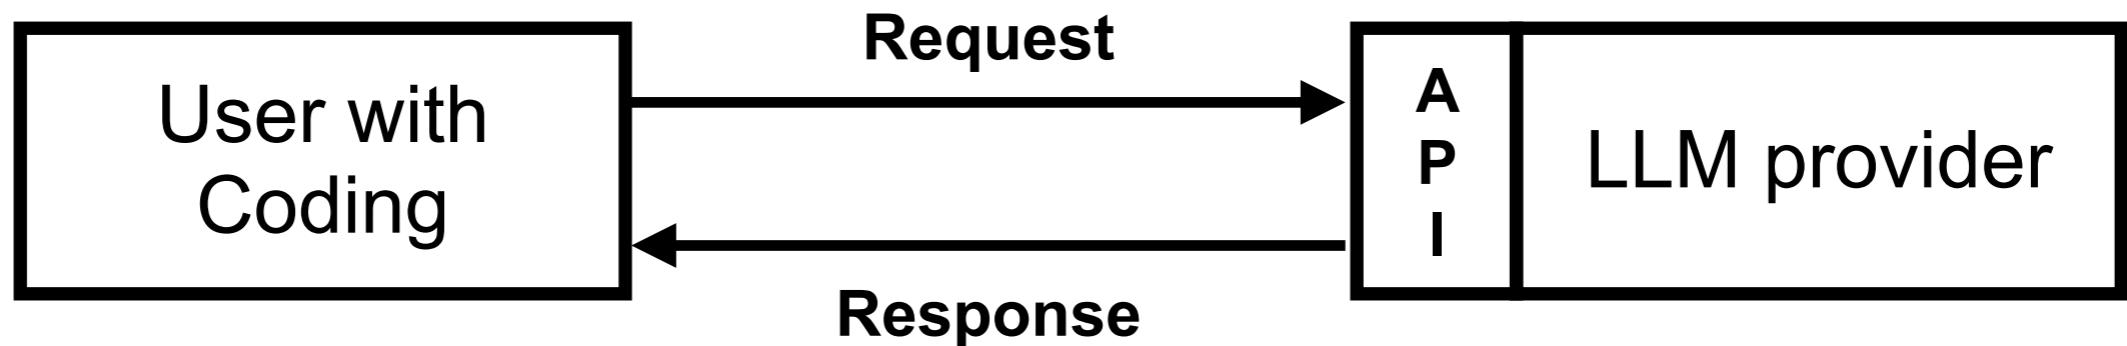 Request
User with
Coding
A
P
I
LLM provider
Response